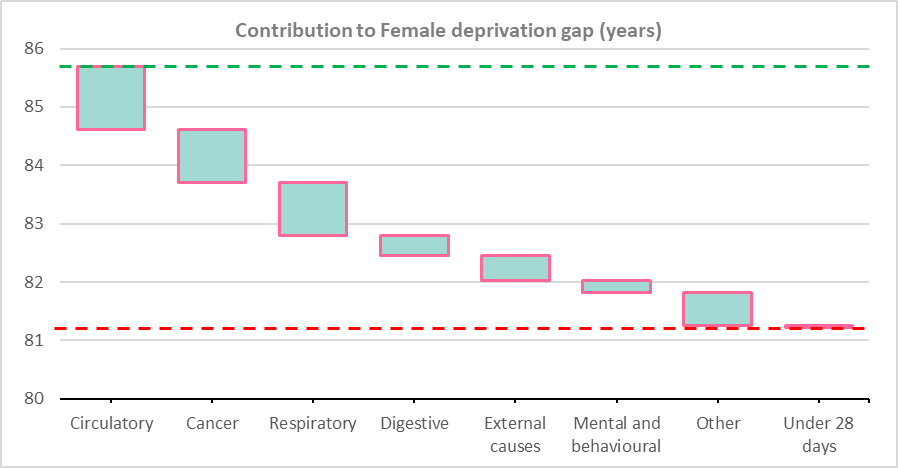 Contribution to Female deprivation gap (years)
86
85
84
83
82
81
80
Circulatory
Cancer
Respiratory
Digestive
External
causes
Mental and
behavioural
Other
Under 28
days